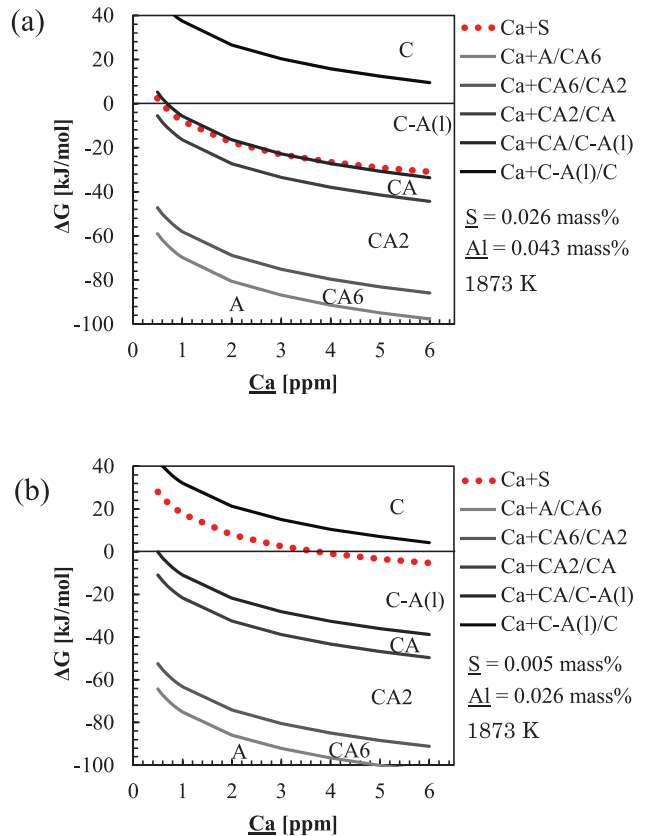 (a)
40
20
0
-20
-40
-60
-80
-100
ΔG [kJ/mol]
0 1 2 3 4 5 6
Ca [ppm]
C
C-A(l)
CA
CA2
CA6
A
Ca+S
Ca+A/CA6
Ca+CA6/CA2
Ca+CA2/CA
Ca+CA/C-A(l)
Ca+C-A(l)/C
S = 0.026 mass%
Al = 0.043 mass%
1873 K
(b)
40
20
0
-20
-40
-60
-80
-100
ΔG [kJ/mol]
0 1 2 3 4 5 6
Ca [ppm]
C
C-A(l)
CA
CA2
A
CA6
Ca+S
Ca+A/CA6
Ca+CA6/CA2
Ca+CA2/CA
Ca+CA/C-A(l)
Ca+C-A(l)/C
S = 0.005 mass%
Al = 0.026 mass%
1873 K